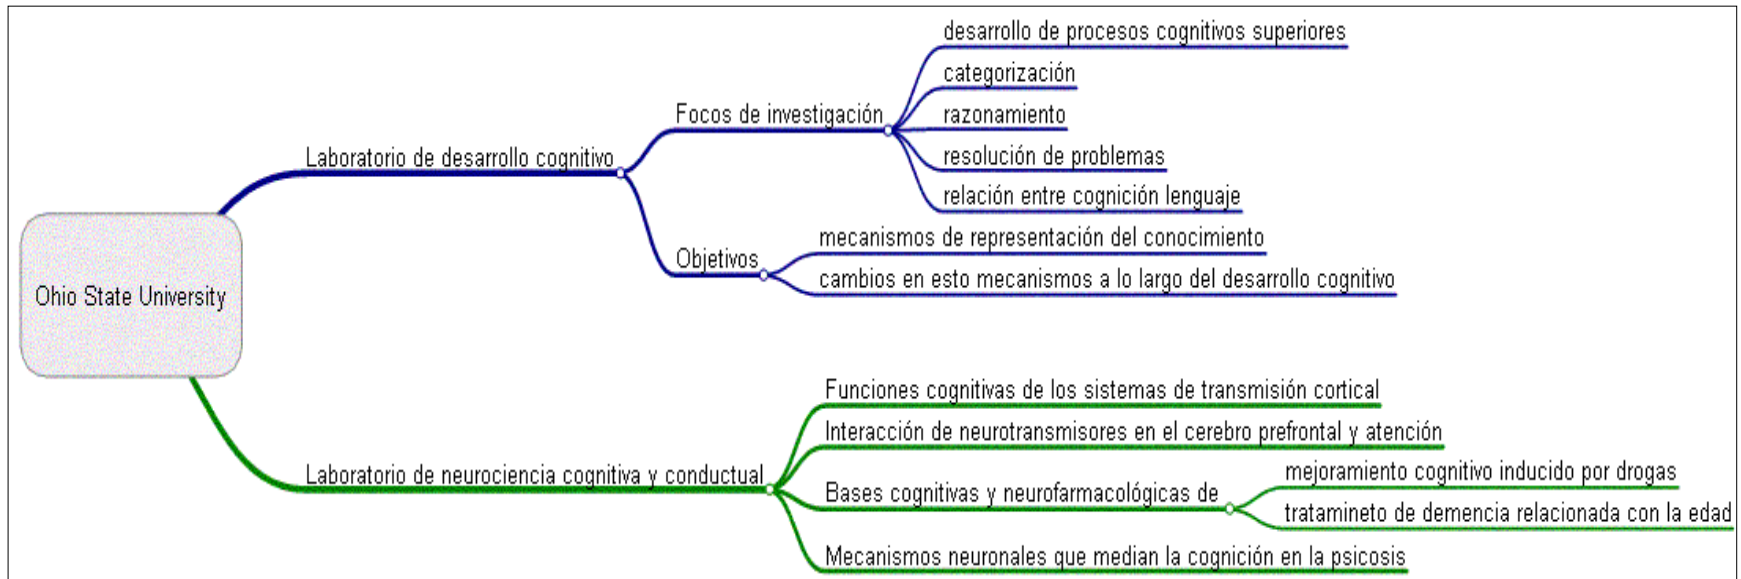 Ohio State University
Laboratorio de desarrollo cognitivo
Focos de investigación
desarrollo de procesos cognitivos superiores
categorización
razonamiento
resolución de problemas
relación entre cognición lenguaje
Objetivos
mecanismos de representación del conocimiento
cambios en esto mecanismos a lo largo del desarrollo cognitivo
Laboratorio de neurociencia cognitiva y conductual
Funciones cognitivas de los sistemas de transmisión cortical
Interacción de neurotransmisores en el cerebro prefrontal y atención
Bases cognitivas y neurofarmacológicas de
mejoramiento cognitivo inducido por drogas
tratamineto de demencia relacionada con la edad
Mecanismos neuronales que median la cognición en la psicosis